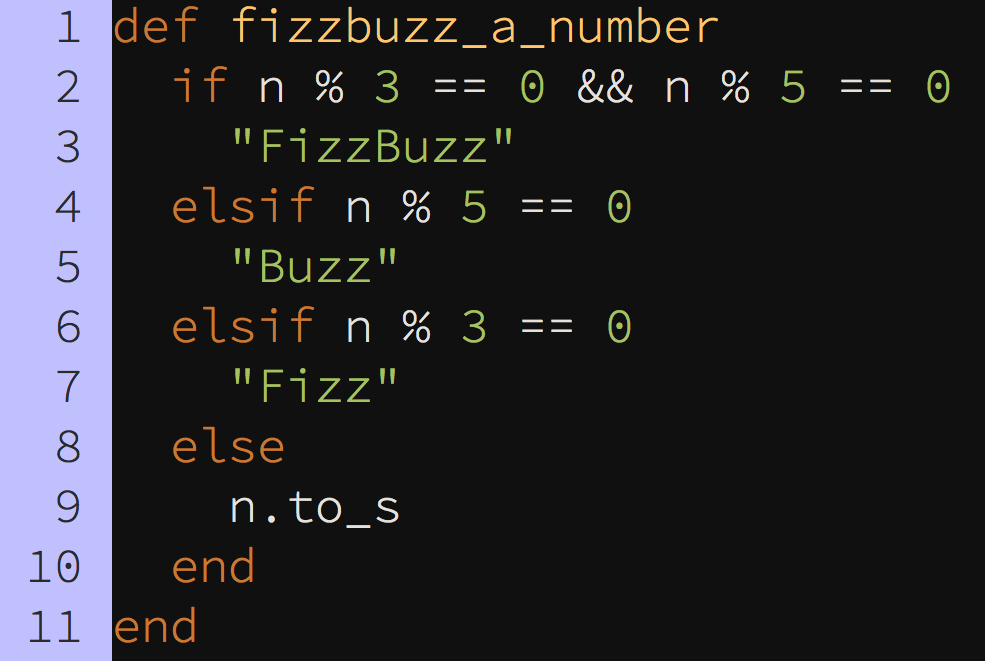 1 def fizzbuzz_a_number
2   if n % 3 == 0 && n % 5 == 0
3     "FizzBuzz"
4   elsif n % 5 == 0
5     "Buzz"
6   elsif n % 3 == 0
7     "Fizz"
8   else
9     n.to_s
10   end
11 end